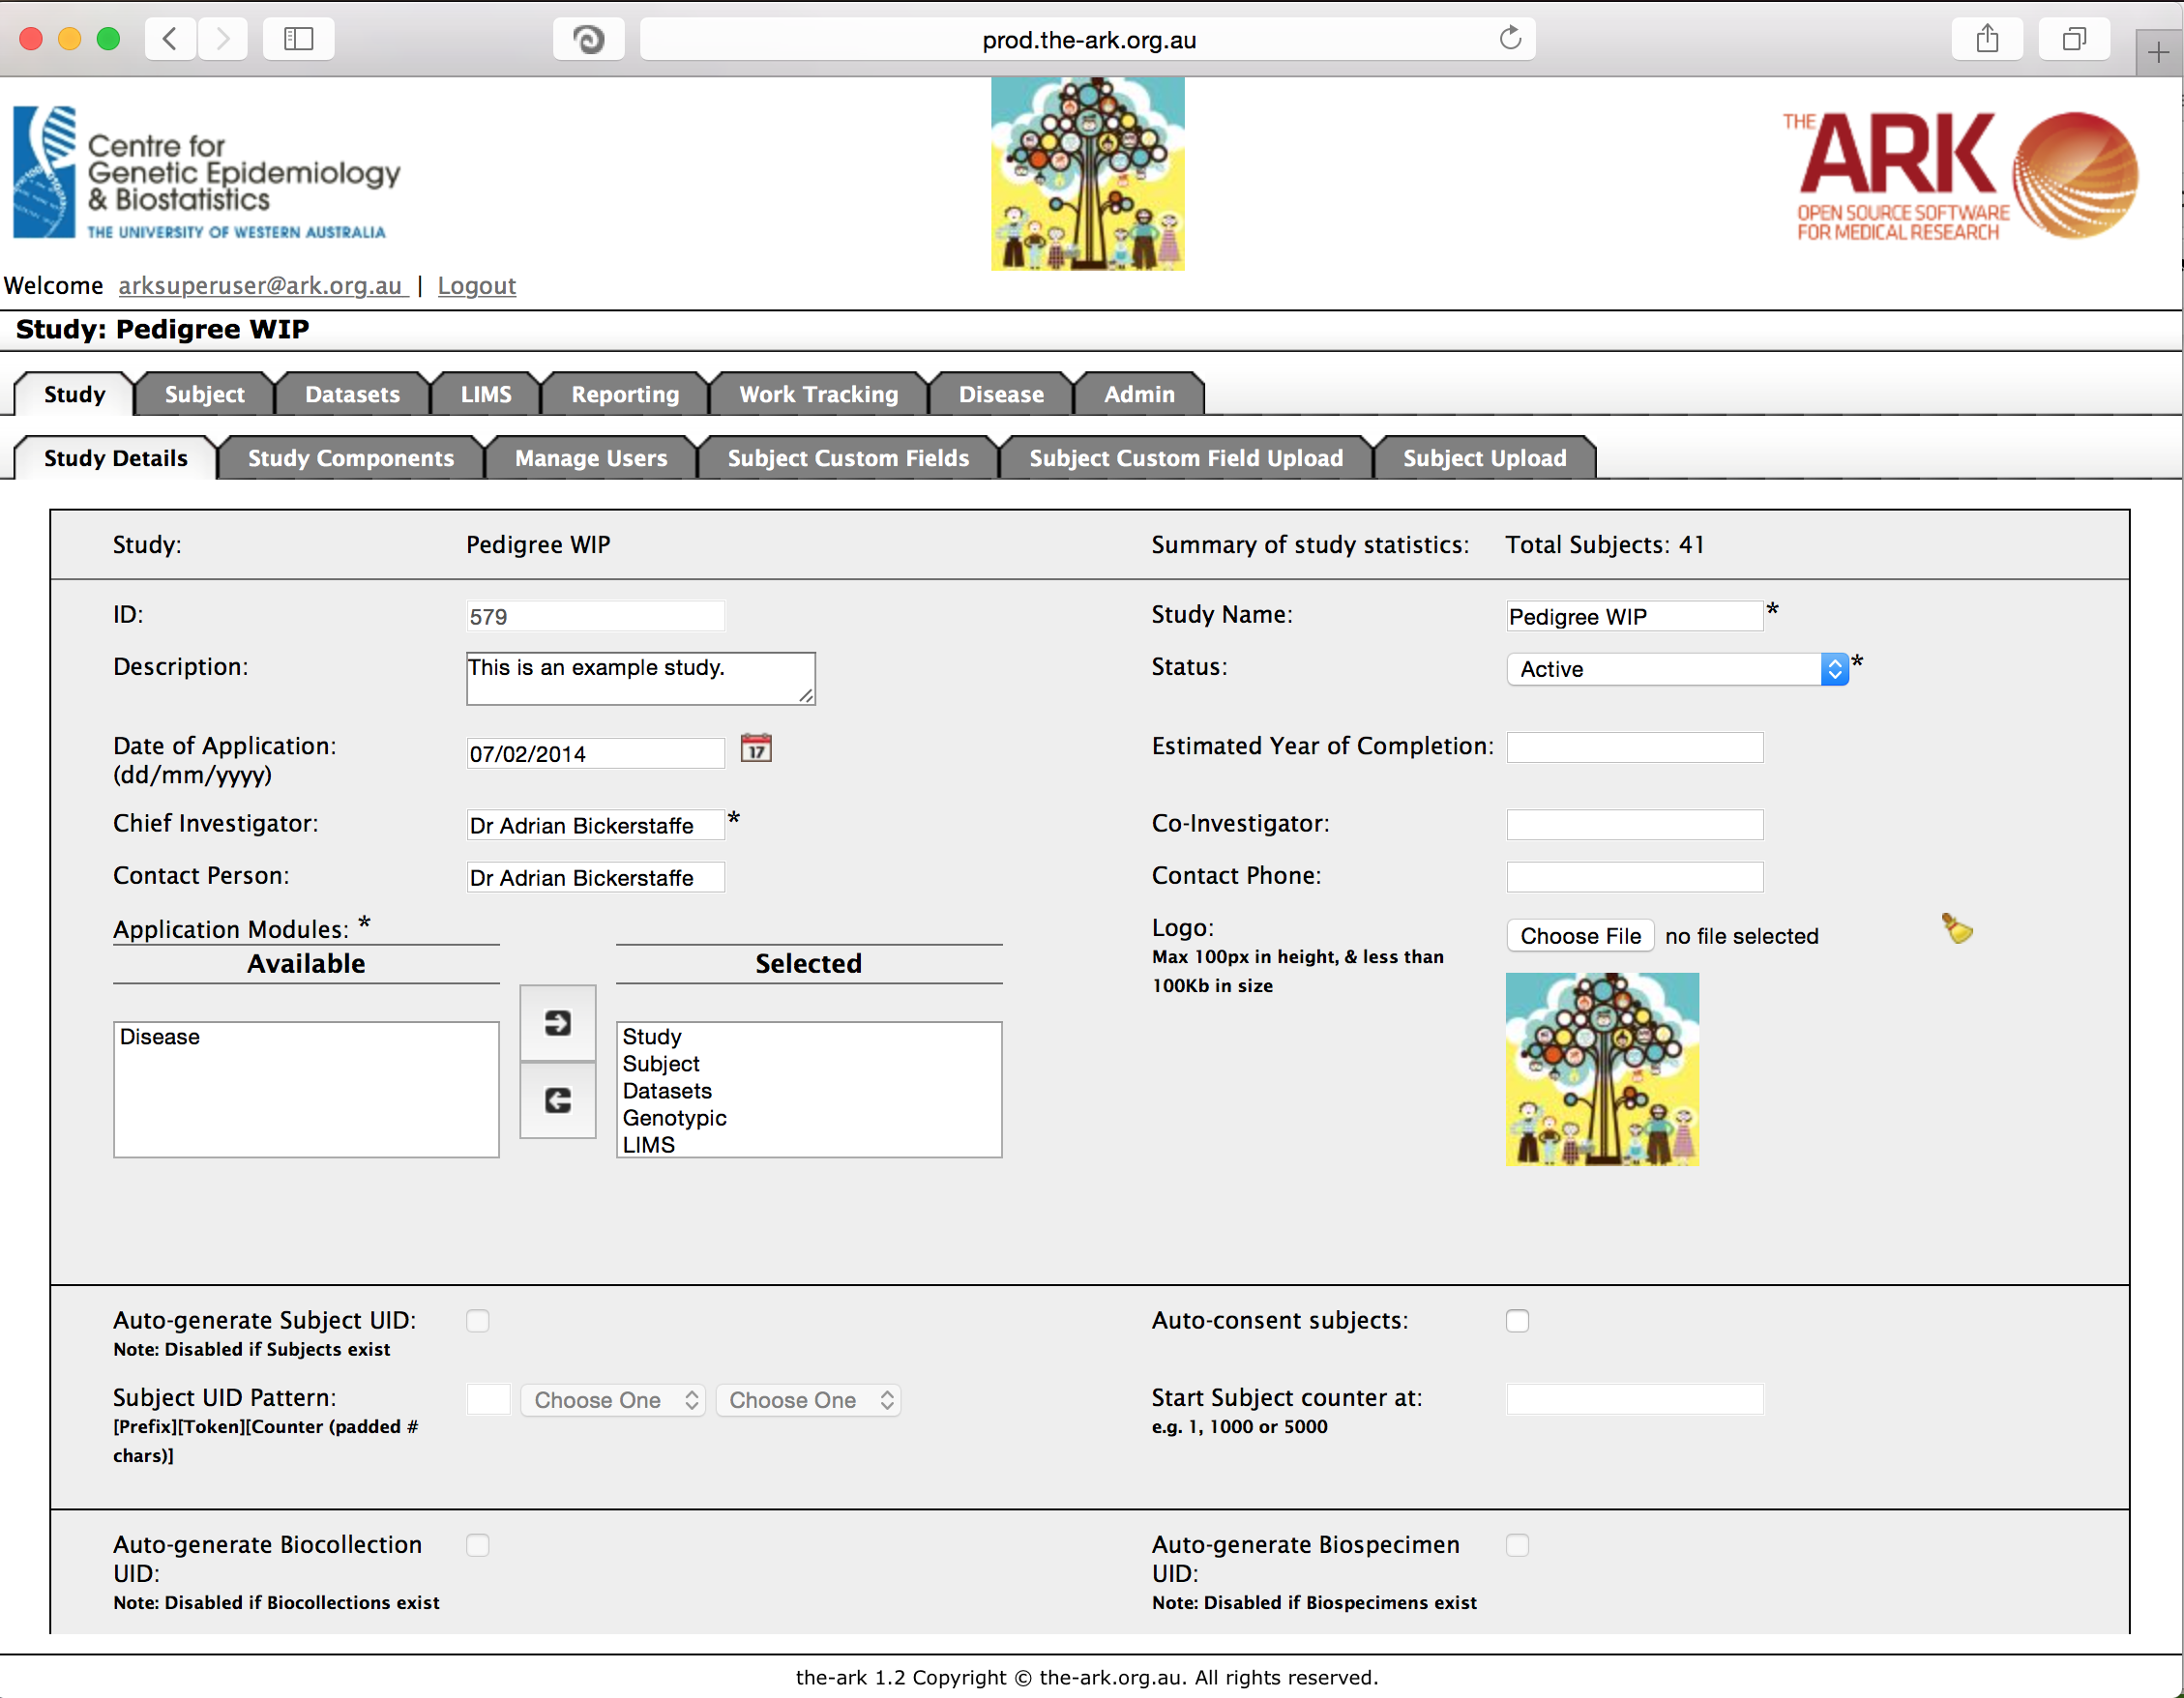 prod.the-ark.org.au
Centre for
Genetic Epidemiology
& Biostatistics
THE UNIVERSITY OF WESTERN AUSTRALIA
THE ARK
OPEN SOURCE SOFTWARE
FOR MEDICAL RESEARCH
Welcome arksuperuser@ark.org.au | Logout
Study: Pedigree WIP
Study Subject Datasets LIMS Reporting Work Tracking Disease Admin
Study Details Study Components Manage Users Subject Custom Fields Subject Custom Field Upload Subject Upload
Study: Pedigree WIP Summary of study statistics: Total Subjects: 41
ID: 579 Study Name: Pedigree WIP *
Description: This is an example study. Status: Active *
Date of Application: 07/02/2014 17 Estimated Year of Completion:
(dd/mm/yyyy)
Chief Investigator: Dr Adrian Bickerstaffe * Co-Investigator:
Contact Person: Dr Adrian Bickerstaffe Contact Phone:
Application Modules: * Logo: Choose File no file selected
Max 100px in height, & less than
100Kb in size
Available Selected
Disease Study
Subject
Datasets
Genotypic
LIMS
Auto-generate Subject UID: Auto-consent subjects:
Note: Disabled if Subjects exist
Subject UID Pattern: Choose One Choose One Start Subject counter at:
[Prefix][Token][Counter (padded # e.g. 1, 1000 or 5000
chars)]
Auto-generate Biocollection Auto-generate Biospecimen
UID: UID:
Note: Disabled if Biocollections exist Note: Disabled if Biospecimens exist
the-ark 1.2 Copyright © the-ark.org.au. All rights reserved.